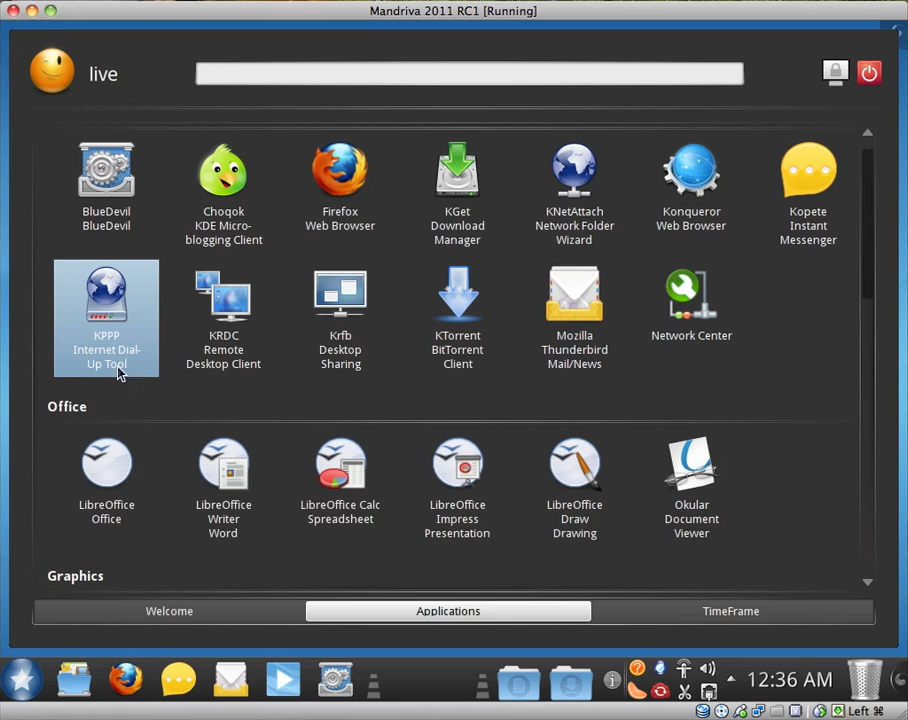 Mandriva 2011 RC1 [Running]
live
BlueDevil
BlueDevil
Choqok
KDE Micro-
blogging Client
Firefox
Web Browser
KGet
Download
Manager
KNetAttach
Network Folder
Wizard
Konqueror
Web Browser
Kopete
Instant
Messenger
KPPP
Internet Dial-
Up Tool
KRDC
Remote
Desktop Client
Krfb
Desktop
Sharing
KTorrent
BitTorrent
Client
Mozilla
Thunderbird
Mail/News
Network Center
Office
LibreOffice
Office
LibreOffice
Writer
Word
LibreOffice Calc
Spreadsheet
LibreOffice
Impress
Presentation
LibreOffice
Draw
Drawing
Okular
Document
Viewer
Graphics
Welcome
Applications
TimeFrame
12:36 AM
Left ⌘